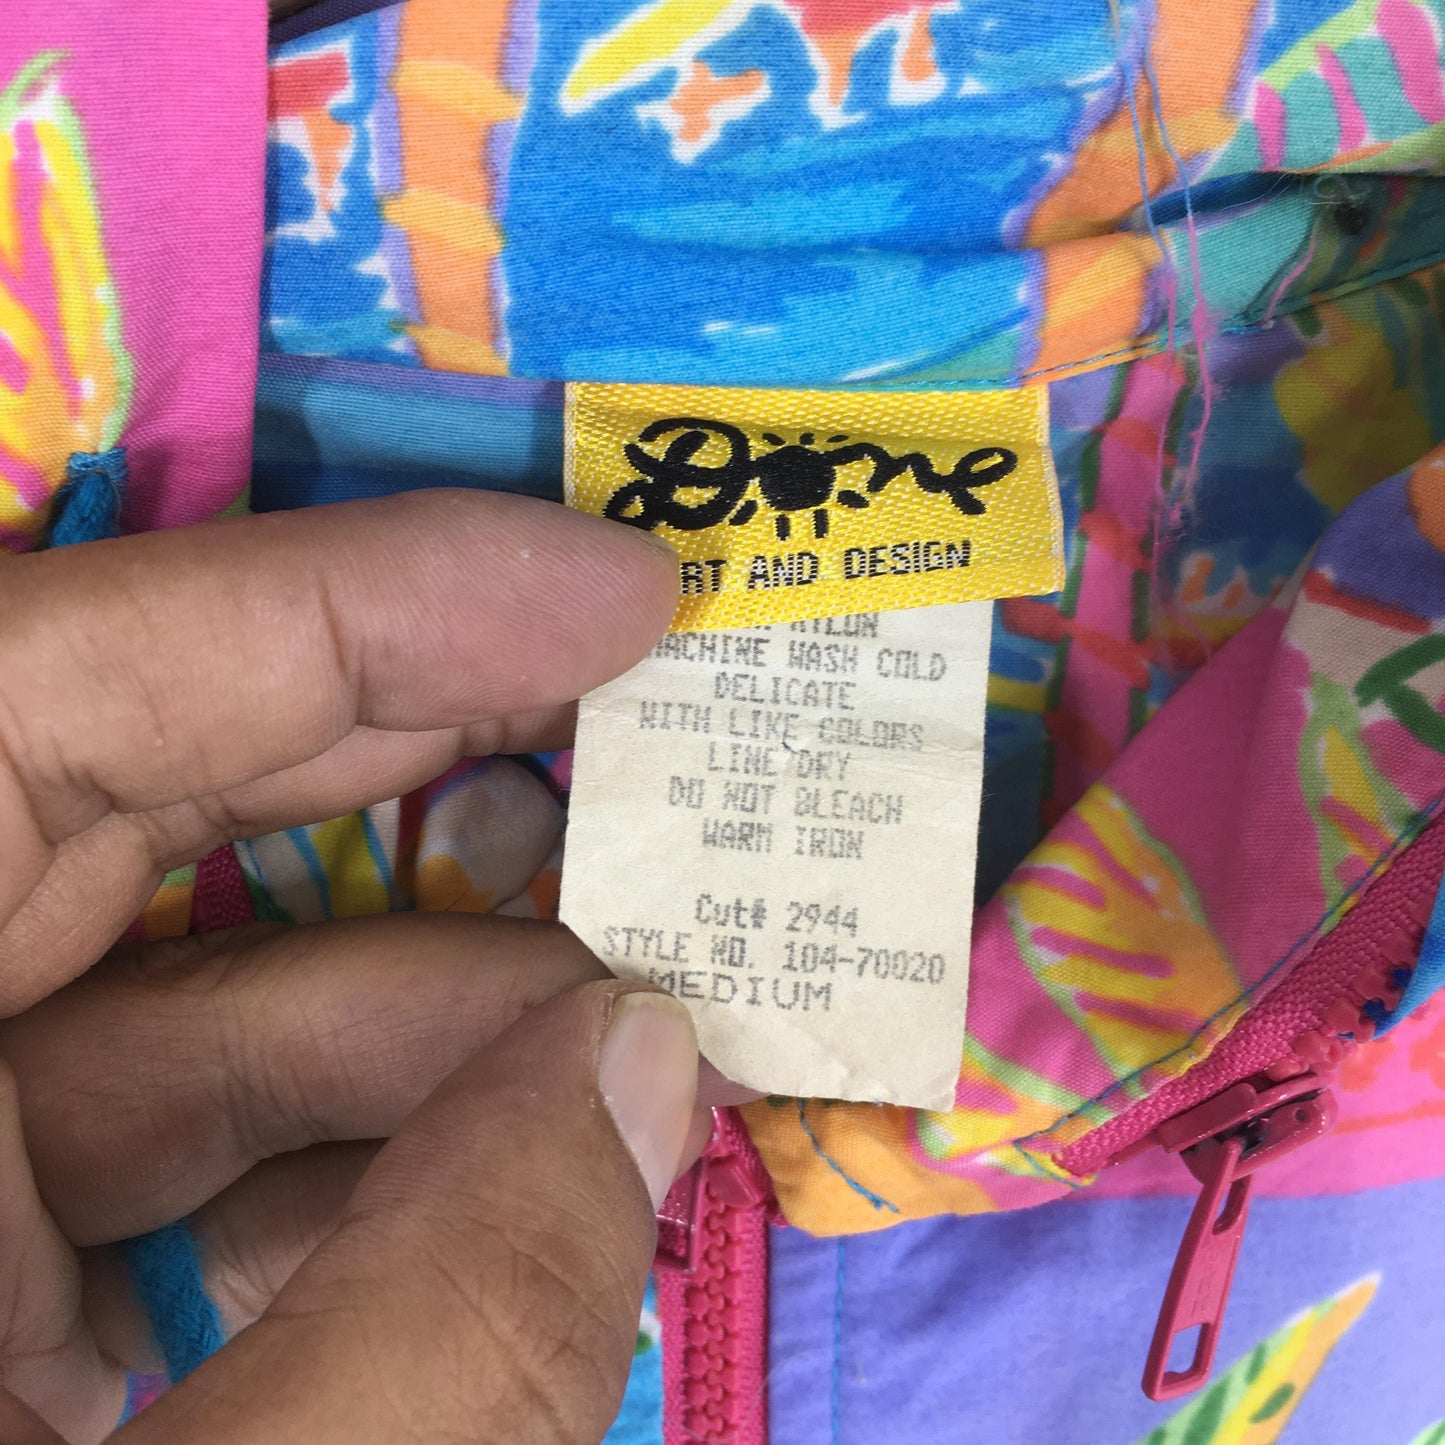 Done
ART AND DESIGN
NYLON
MACHINE WASH COLD
DELICATE
WITH LIKE COLORS
LINE DRY
DO NOT BLEACH
WARM IRON
Cut# 2944
STYLE NO. 104-70020
MEDIUM